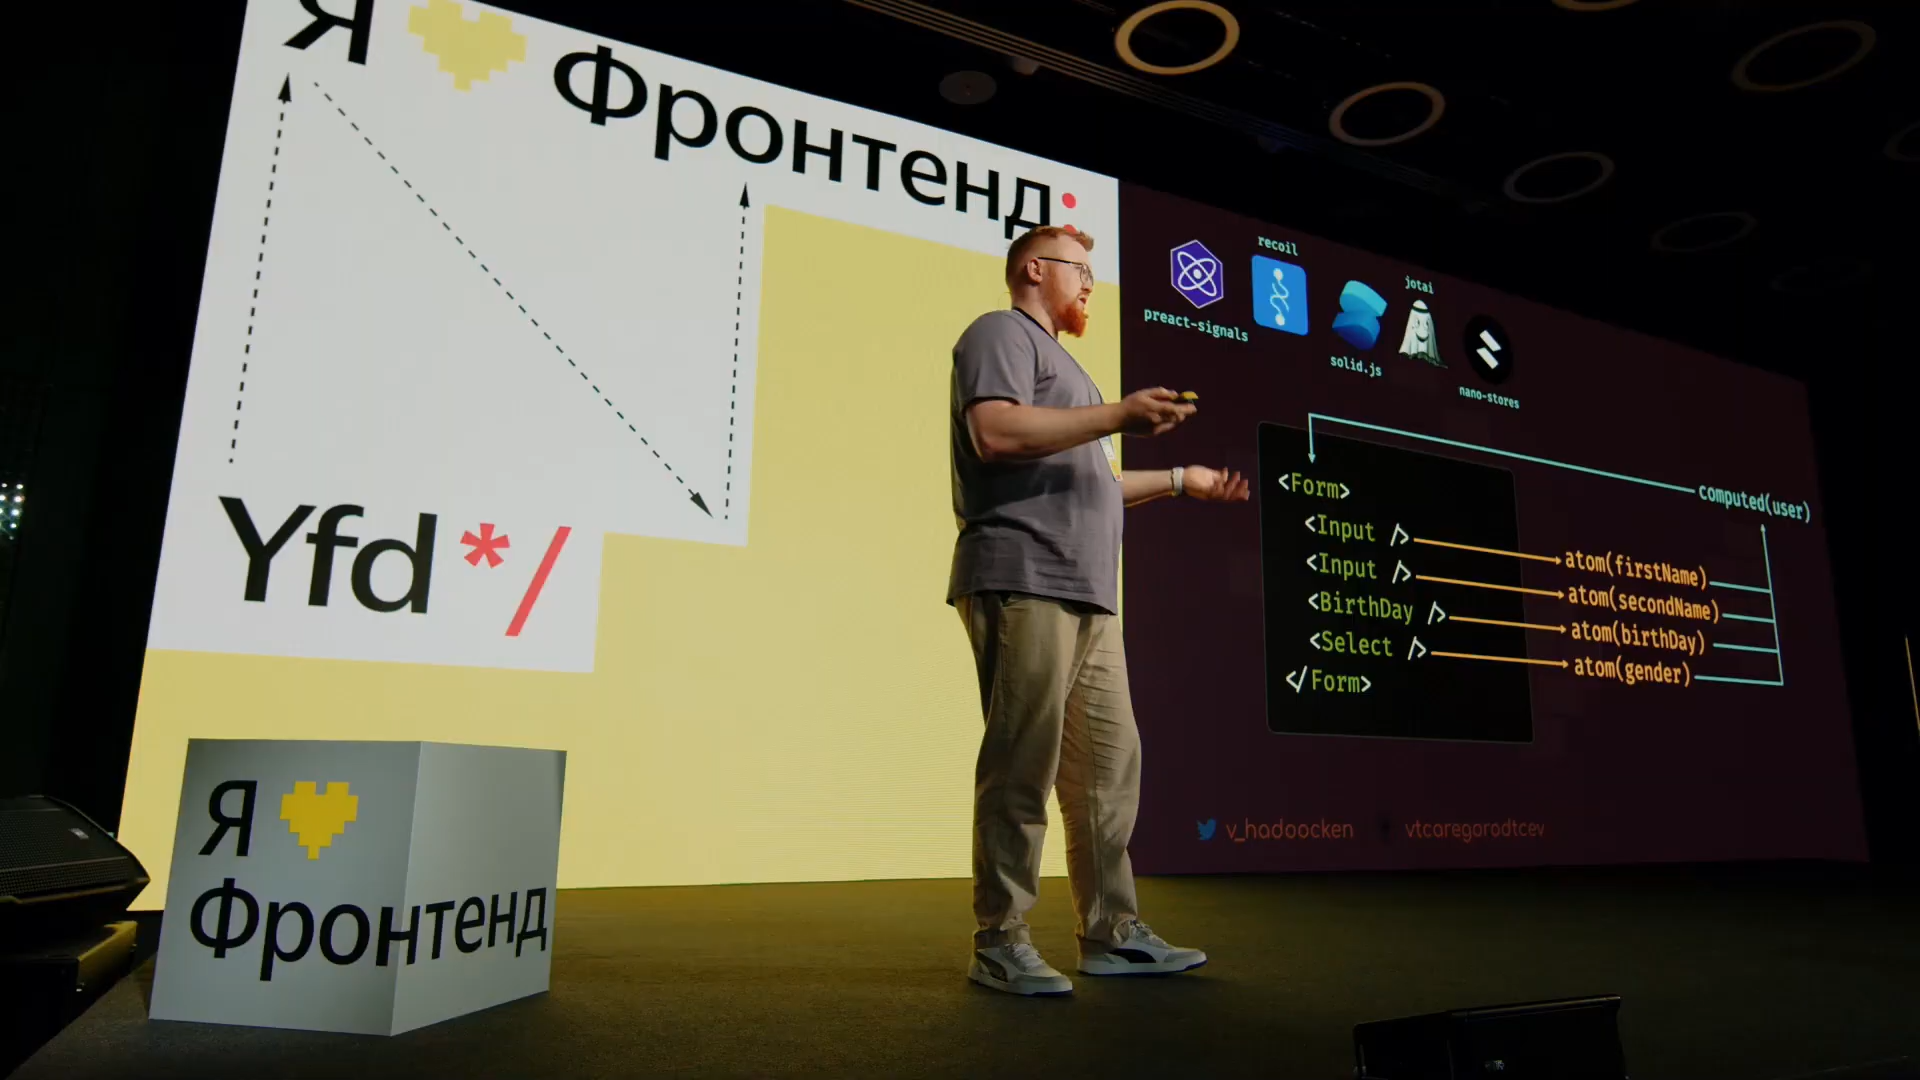 Я 💛 Фронтенд:
Yfd */
Я 💛
Фронтенд
recoil
jotai
preact-signals
solid.js
nano-stores
<Form>
<Input />
<Input />
<BirthDay />
<Select />
</Form>
computed(user)
atom(firstName)
atom(secondName)
atom(birthDay)
atom(gender)
v_hadoocken
vtcaregorodtcev